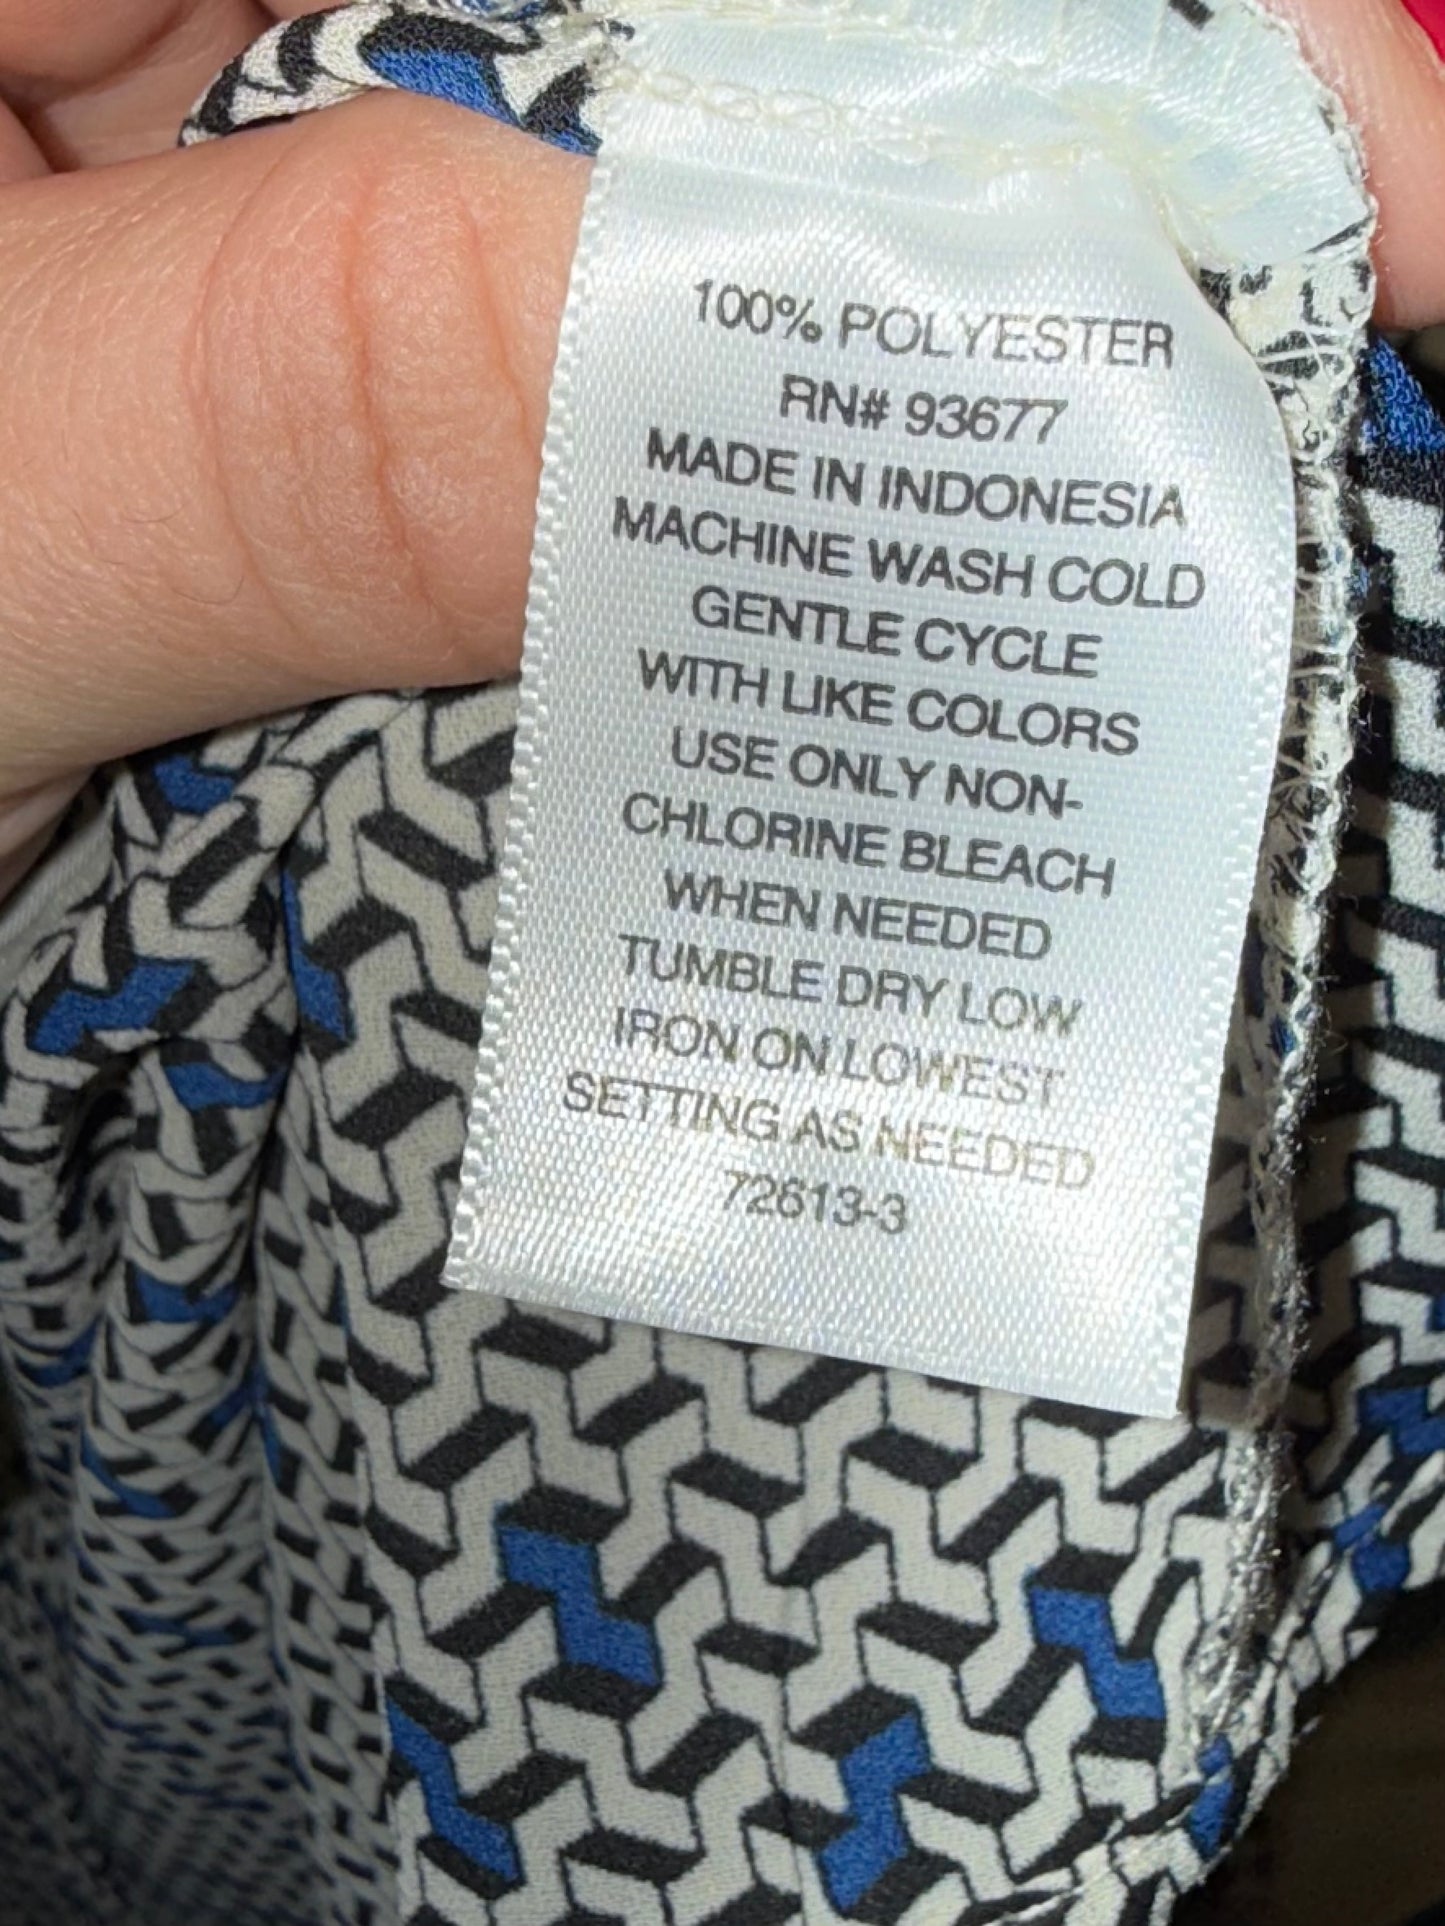 100% POLYESTER
RN# 93677
MADE IN INDONESIA
MACHINE WASH COLD
GENTLE CYCLE
WITH LIKE COLORS
USE ONLY NON-
CHLORINE BLEACH
WHEN NEEDED
TUMBLE DRY LOW
IRON ON LOWEST
SETTING AS NEEDED
72613-3